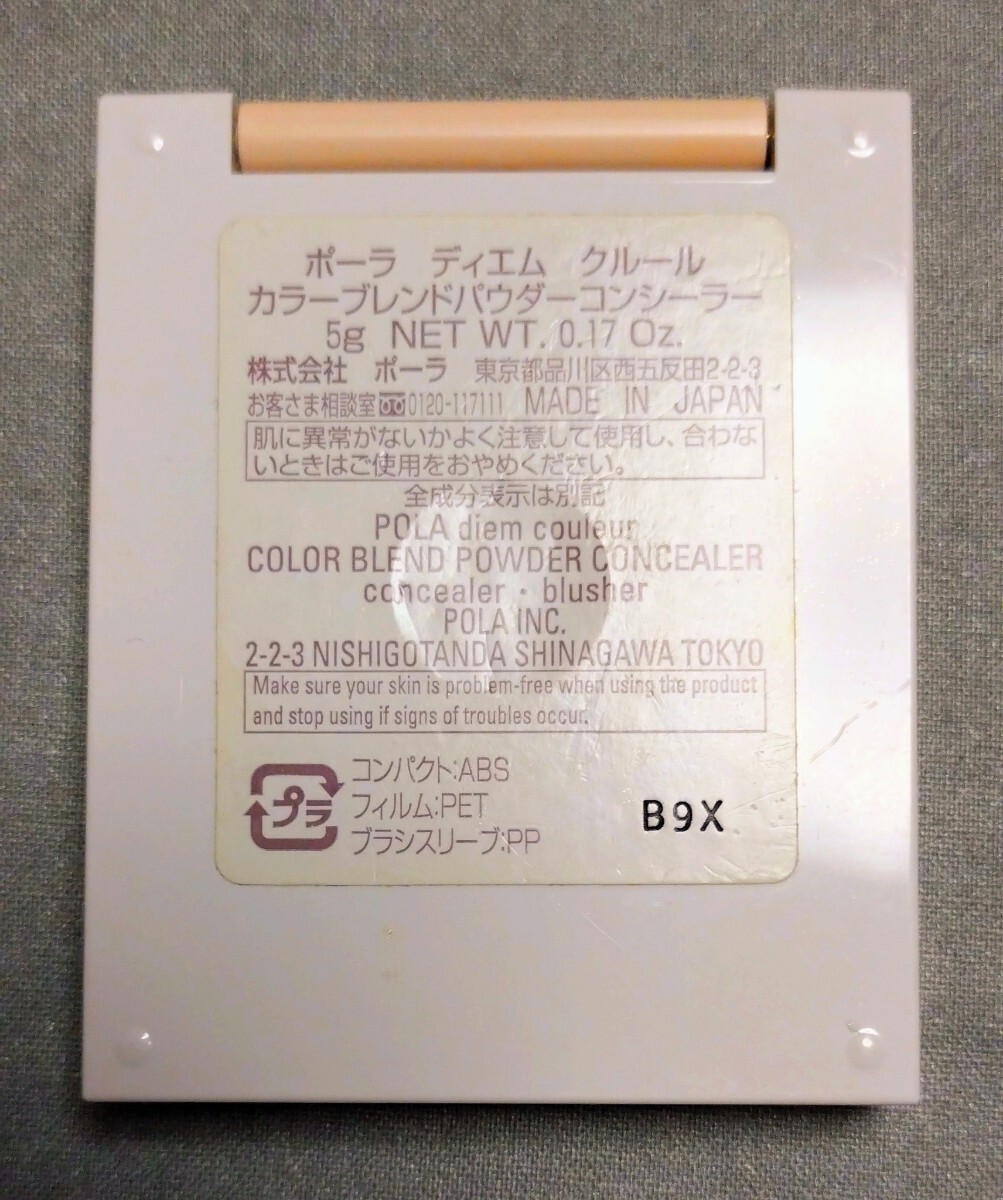 ポーラ ディエム クルール
カラーブレンドパウダーコンシーラー
5g NET WT. 0.17 Oz.
株式会社 ポーラ 東京都品川区西五反田2-2-3
お客さま相談室 0120-117111 MADE IN JAPAN
肌に異常がないかよく注意して使用し、合わな
いときはご使用をおやめください。
全成分表示は別記
POLA diem couleur
COLOR BLEND POWDER CONCEALER
concealer・blusher
POLA INC.
2-2-3 NISHIGOTANDA SHINAGAWA TOKYO
Make sure your skin is problem-free when using the product
and stop using if signs of troubles occur.
プラ
コンパクト:ABS
フィルム:PET
ブラシスリーブ:PP
B9X